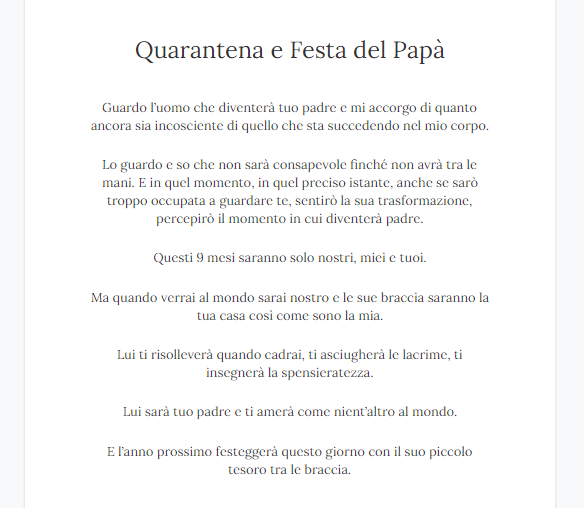 Quarantena e Festa del Papà
Guardo l'uomo che diventerà tuo padre e mi accorgo di quanto
ancora sia incosciente di quello che sta succedendo nel mio corpo.
Lo guardo e so che non sarà consapevole finché non avrà tra le
mani. E in quel momento, in quel preciso istante, anche se sarò
troppo occupata a guardare te, sentirò la sua trasformazione,
percepirò il momento in cui diventerà padre.
Questi 9 mesi saranno solo nostri, miei e tuoi.
Ma quando verrai al mondo sarai nostro e le sue braccia saranno la
tua casa così come sono la mia.
Lui ti risolleverà quando cadrai, ti asciugherà le lacrime, ti
insegnerà la spensieratezza.
Lui sarà tuo padre e ti amerà come nient'altro al mondo.
E l'anno prossimo festeggerà questo giorno con il suo piccolo
tesoro tra le braccia.